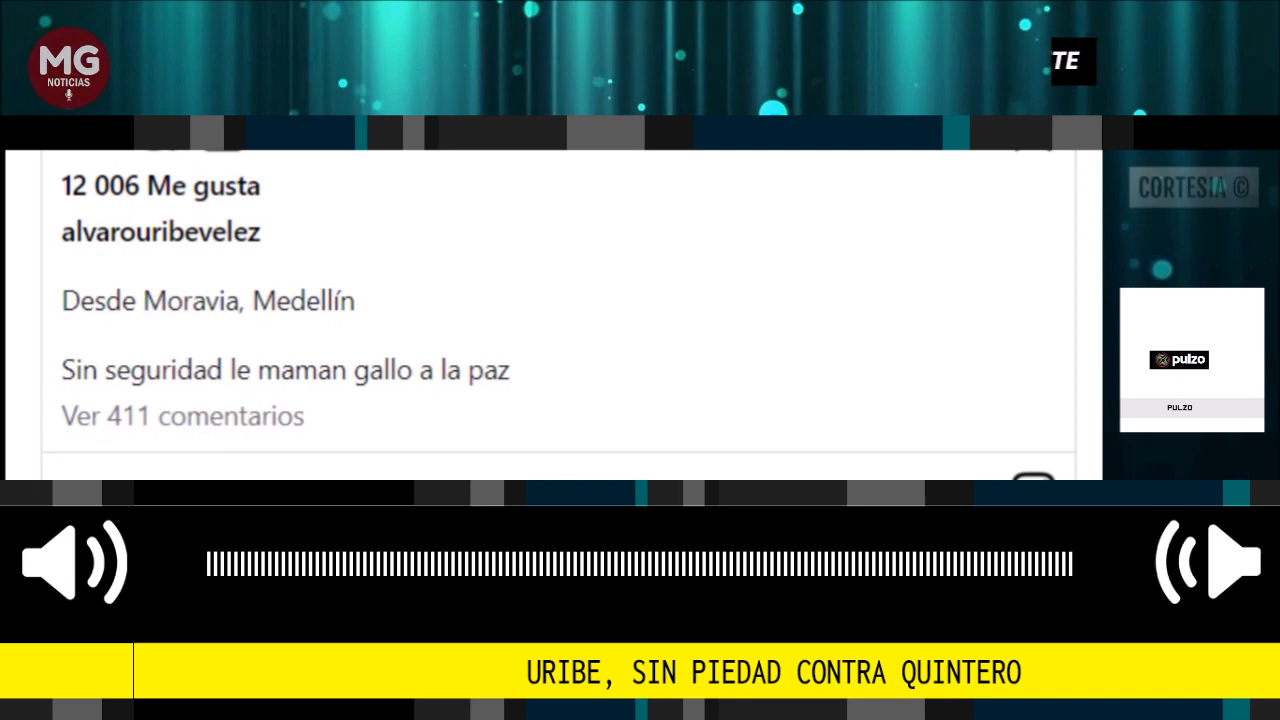 MG
NOTICIAS
TE
12 006 Me gusta
alvarouribevelez
Desde Moravia, Medellín
Sin seguridad le maman gallo a la paz
Ver 411 comentarios
CORTESIA ©
pulzo
PULZO
URIBE, SIN PIEDAD CONTRA QUINTERO